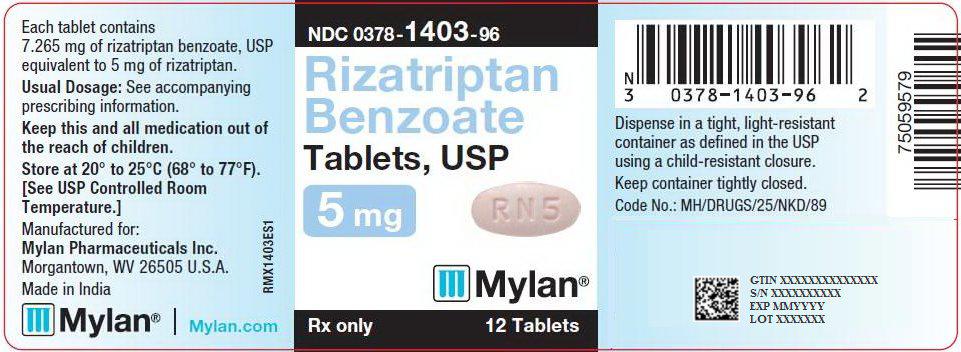 Each tablet contains
7.265 mg of rizatriptan benzoate, USP
equivalent to 5 mg of rizatriptan.
Usual Dosage: See accompanying
prescribing information.
Keep this and all medication out of
the reach of children.
Store at 20° to 25°C (68° to 77°F).
[See USP Controlled Room
Temperature.]
Manufactured for:
Mylan Pharmaceuticals Inc.
Morgantown, WV 26505 U.S.A.
Made in India
Mylan®
Mylan.com
RMX1403ES1
NDC 0378-1403-96
Rizatriptan
Benzoate
Tablets, USP
5 mg
RN5
Mylan®
Rx only 12 Tablets
N
3 0378-1403-96 2
Dispense in a tight, light-resistant
container as defined in the USP
using a child-resistant closure.
Keep container tightly closed.
Code No.: MH/DRUGS/25/NKD/89
75059579
GTIN XXXXXXXXXXXXXX
S/N XXXXXXXXXX
EXP MMYYYY
LOT XXXXXXX